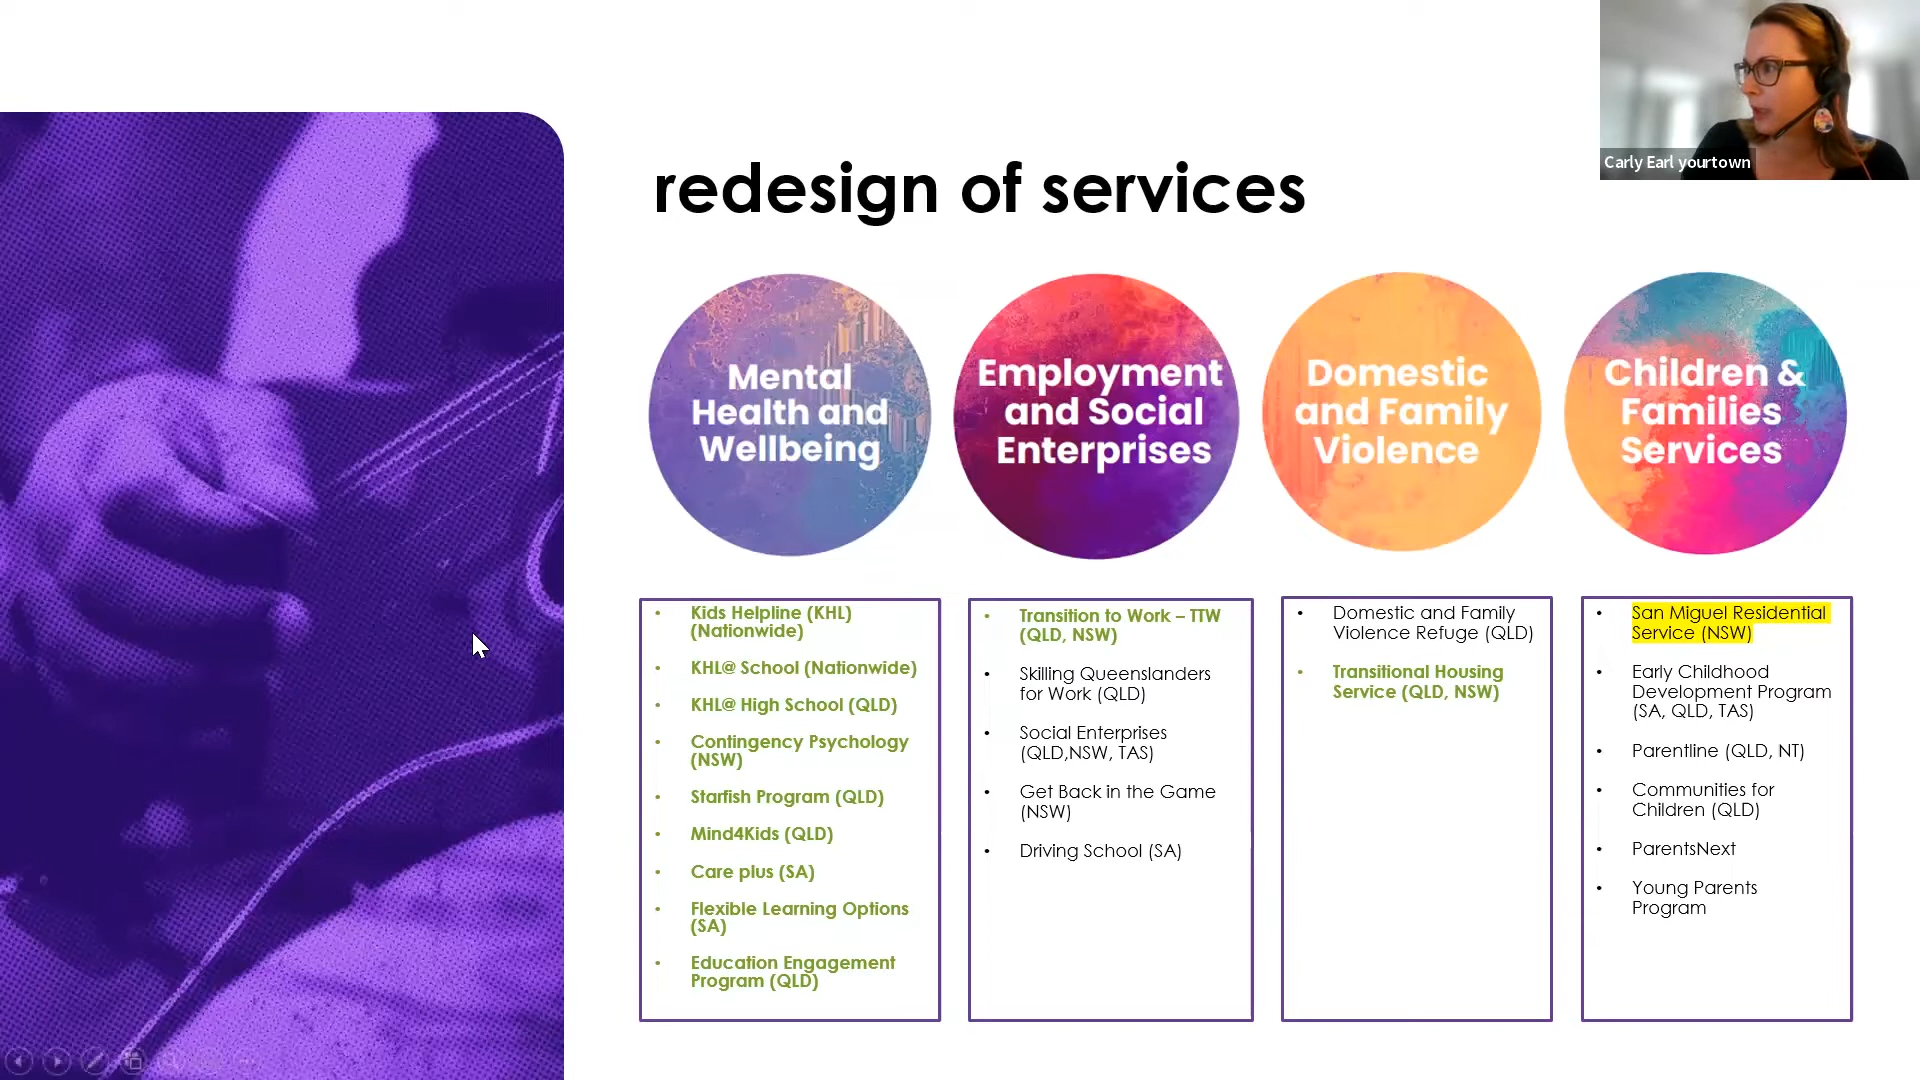 Carly Earl yourtown
redesign of services
Mental
Health and
Wellbeing
Employment
and Social
Enterprises
Domestic
and Family
Violence
Children &
Families
Services
• Kids Helpline (KHL)
(Nationwide)
• KHL@ School (Nationwide)
• KHL@ High School (QLD)
• Contingency Psychology
(NSW)
• Starfish Program (QLD)
• Mind4Kids (QLD)
• Care plus (SA)
• Flexible Learning Options
(SA)
• Education Engagement
Program (QLD)
• Transition to Work – TTW
(QLD, NSW)
• Skilling Queenslanders
for Work (QLD)
• Social Enterprises
(QLD,NSW, TAS)
• Get Back in the Game
(NSW)
• Driving School (SA)
• Domestic and Family
Violence Refuge (QLD)
• Transitional Housing
Service (QLD, NSW)
• San Miguel Residential
Service (NSW)
• Early Childhood
Development Program
(SA, QLD, TAS)
• Parentline (QLD, NT)
• Communities for
Children (QLD)
• ParentsNext
• Young Parents
Program